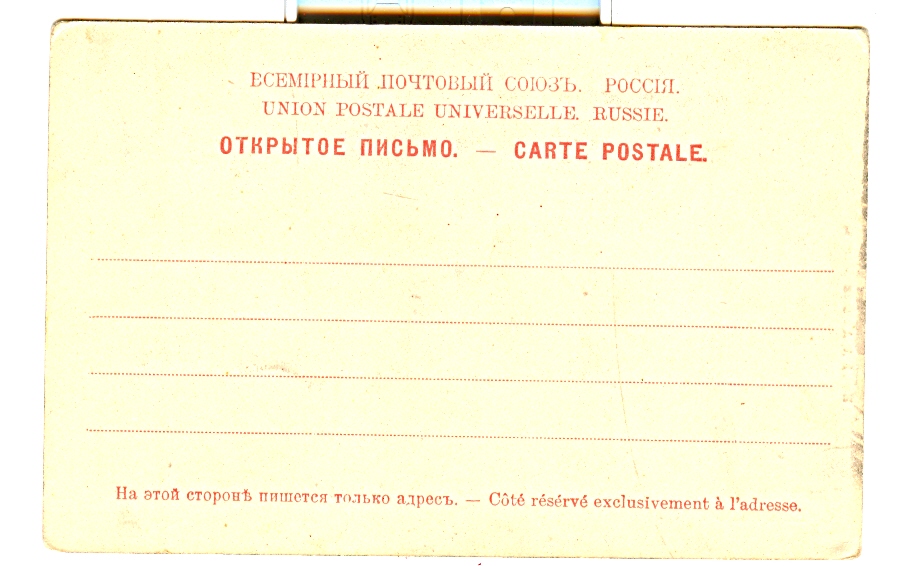 ВСЕМІРНЫЙ ПОЧТОВЫЙ СОЮЗЪ. РОССІЯ.
UNION POSTALE UNIVERSELLE. RUSSIE.
ОТКРЫТОЕ ПИСЬМО. — CARTE POSTALE.
На этой сторонѣ пишется только адресъ. — Côté résérvé exclusivement à l'adresse.